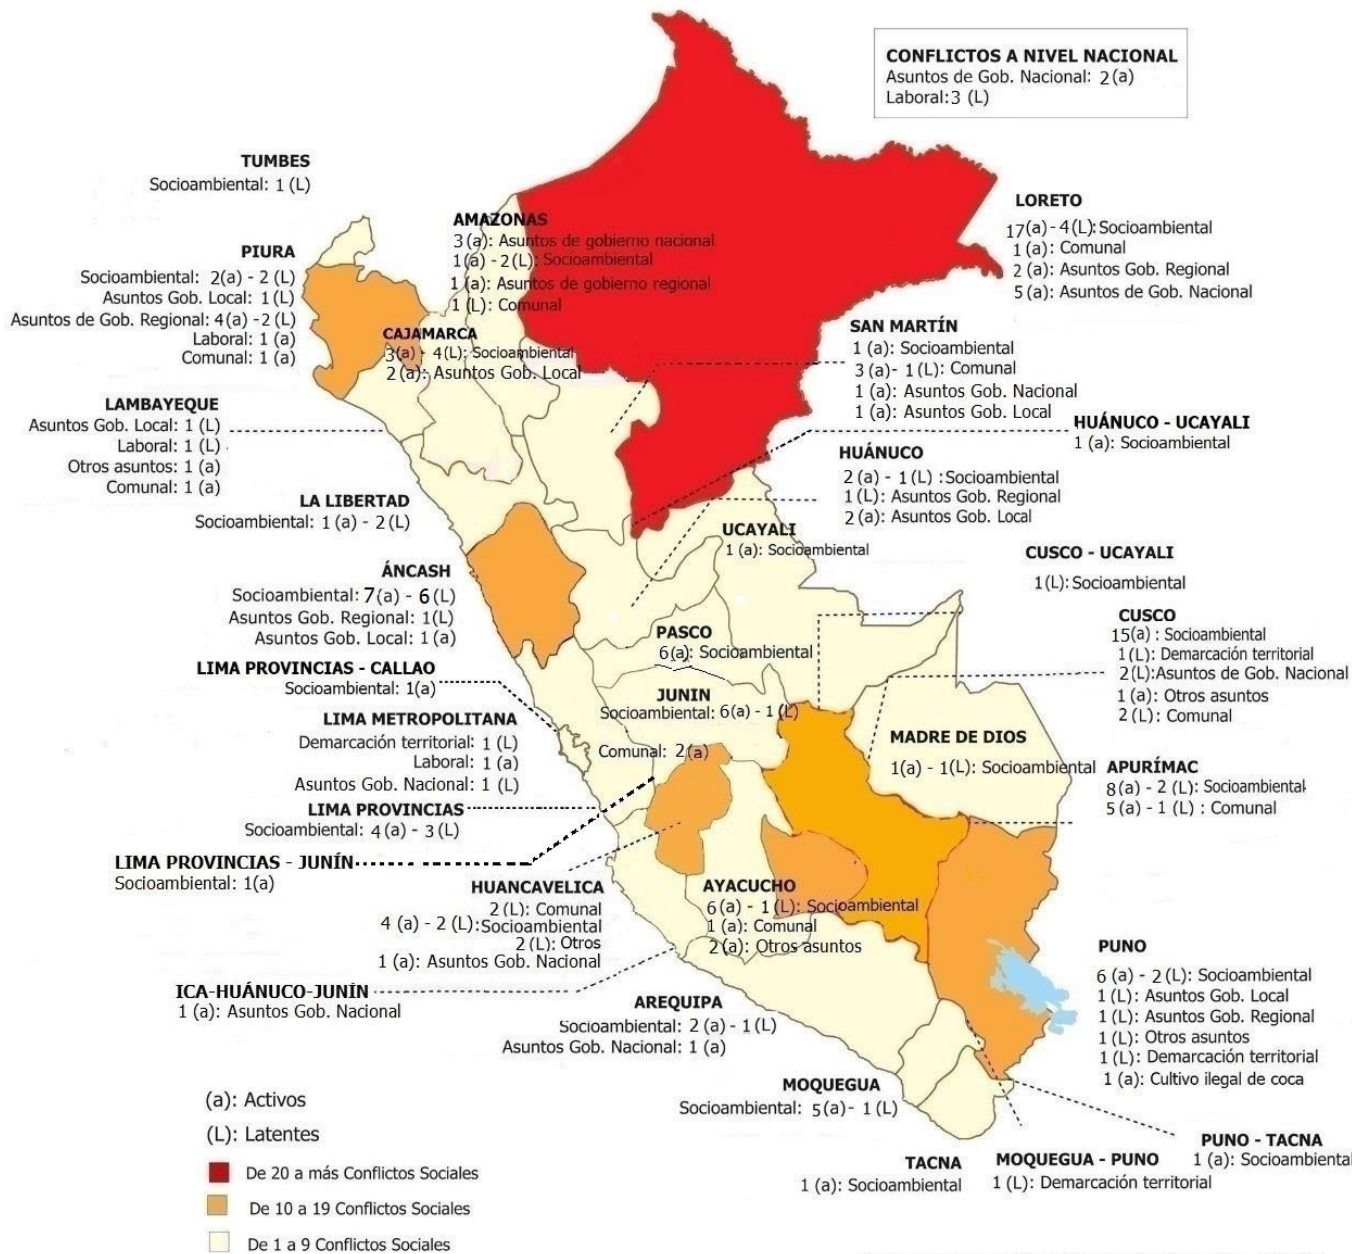 CONFLICTOS A NIVEL NACIONAL
Asuntos de Gob. Nacional: 2(a)
Laboral:3 (L)
TUMBES
Socioambiental: 1 (L)
PIURA
Socioambiental: 2(a) - 2 (L)
Asuntos Gob. Local: 1 (L)
Asuntos de Gob. Regional: 4(a) -2 (L)
Laboral: 1 (a)
Comunal: 1 (a)
AMAZONAS
3(a): Asuntos de gobierno nacional
1(a) - 2(L): Socioambiental
1(a): Asuntos de gobierno regional
1(L): Comunal
CAJAMARCA
3(a) - 4(L): Socioambiental
2(a): Asuntos Gob. Local
LORETO
17(a) - 4(L):Socioambiental
1(a): Comunal
2 (a): Asuntos Gob. Regional
5(a): Asuntos de Gob. Nacional
SAN MARTÍN
1 (a): Socioambiental
3 (a)- 1(L): Comunal
1(a): Asuntos Gob. Nacional
1(a): Asuntos Gob. Local
HUÁNUCO - UCAYALI
1 (a): Socioambiental
LAMBAYEQUE
Asuntos Gob. Local: 1 (L)
Laboral: 1 (L)
Otros asuntos: 1 (a)
Comunal: 1 (a)
HUÁNUCO
2(a) - 1(L) :Socioambiental
1(L): Asuntos Gob. Regional
2(a): Asuntos Gob. Local
LA LIBERTAD
Socioambiental: 1 (a) - 2(L)
UCAYALI
1 (a): Socioambiental
CUSCO - UCAYALI
1(L): Socioambiental
ÁNCASH
Socioambiental: 7(a) - 6(L)
Asuntos Gob. Regional: 1(L)
Asuntos Gob. Local: 1 (a)
CUSCO
15(a) : Socioambiental
1(L): Demarcación territorial
2(L):Asuntos de Gob. Nacional
1(a): Otros asuntos
2(L): Comunal
PASCO
6(a): Socioambiental
LIMA PROVINCIAS - CALLAO
Socioambiental: 1(a)
JUNIN
Socioambiental: 6(a) - 1(L)
Comunal: 2(a)
LIMA METROPOLITANA
Demarcación territorial: 1 (L)
Laboral: 1 (a)
Asuntos Gob. Nacional: 1 (L)
MADRE DE DIOS
1(a) - 1(L): Socioambiental
APURÍMAC
8(a) - 2 (L): Socioambiental
5(a) - 1 (L) : Comunal
LIMA PROVINCIAS
Socioambiental: 4(a) - 3(L)
LIMA PROVINCIAS - JUNÍN
Socioambiental: 1(a)
HUANCAVELICA
2(L): Comunal
4 (a) - 2(L):Socioambiental
2(L): Otros
1(a): Asuntos Gob. Nacional
AYACUCHO
6(a) - 1(L): Socioambiental
1(a): Comunal
2(a): Otros asuntos
PUNO
6 (a) - 2(L): Socioambiental
1(L): Asuntos Gob. Local
1(L): Asuntos Gob. Regional
1(L): Otros asuntos
1(L): Demarcación territorial
1(a): Cultivo ilegal de coca
ICA-HUÁNUCO-JUNÍN
1(a): Asuntos Gob. Nacional
AREQUIPA
Socioambiental: 2 (a) - 1(L)
Asuntos Gob. Nacional: 1 (a)
MOQUEGUA
Socioambiental: 5(a)- 1(L)
(a): Activos
(L): Latentes
De 20 a más Conflictos Sociales
De 10 a 19 Conflictos Sociales
De 1 a 9 Conflictos Sociales
TACNA
1 (a): Socioambiental
MOQUEGUA - PUNO
1 (L): Demarcación territorial
PUNO - TACNA
1 (a): Socioambiental